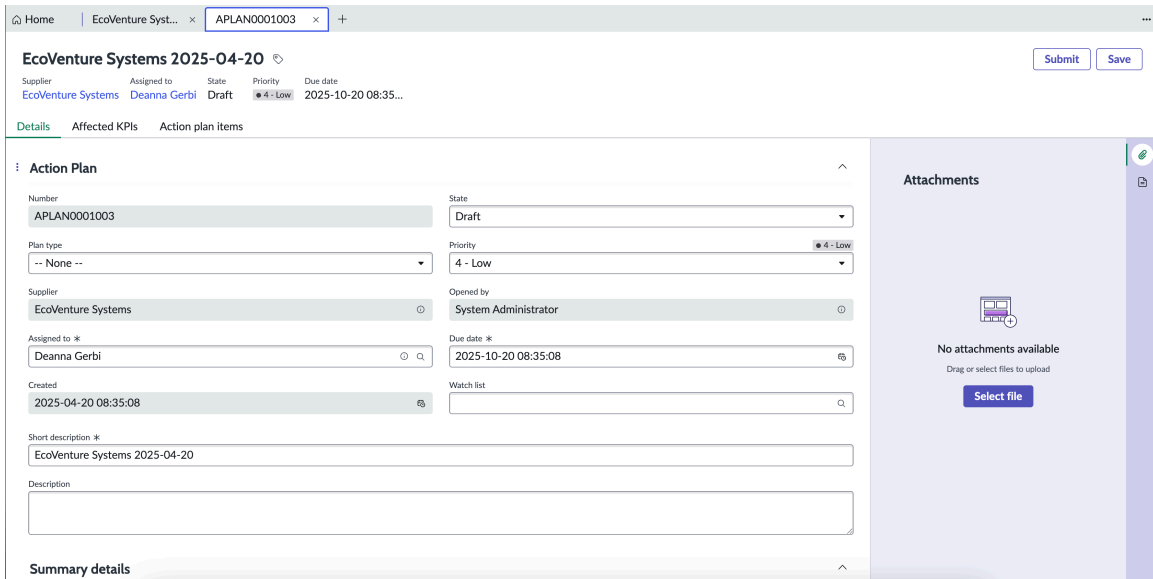 Home
EcoVenture Syst...
APLAN0001003
EcoVenture Systems 2025-04-20
Submit
Save
Supplier
Assigned to
State
Priority
Due date
EcoVenture Systems
Deanna Gerbi
Draft
4 - Low
2025-10-20 08:35...
Details
Affected KPIs
Action plan items
Action Plan
Number
APLAN0001003
State
Draft
Plan type
-- None --
Priority
4 - Low
4 - Low
Supplier
EcoVenture Systems
Opened by
System Administrator
Assigned to *
Deanna Gerbi
Due date *
2025-10-20 08:35:08
Created
2025-04-20 08:35:08
Watch list
Short description *
EcoVenture Systems 2025-04-20
Description
Summary details
Attachments
No attachments available
Drag or select files to upload
Select file